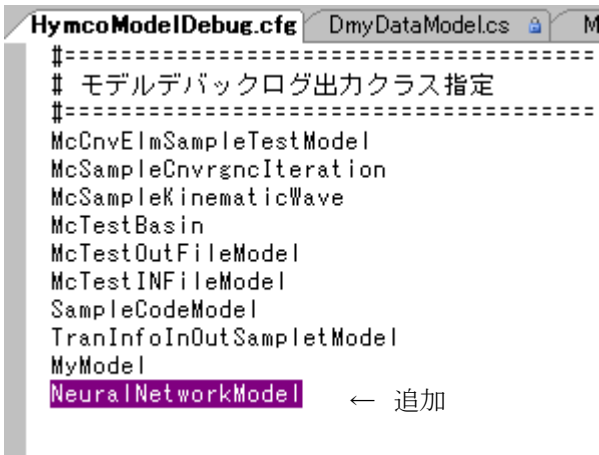 HymcoModelDebug.cfg DmyDataModel.cs M
#=====================================
# モデルデバックログ出力クラス指定
#=====================================
McCnvElmSampleTestModel
McSampleCnvrgncIteration
McSampleKinematicWave
McTestBasin
McTestOutFileModel
McTestINFileModel
SampleCodeModel
TranInfoInOutSampletModel
MyModel
NeuralNetworkModel ← 追加